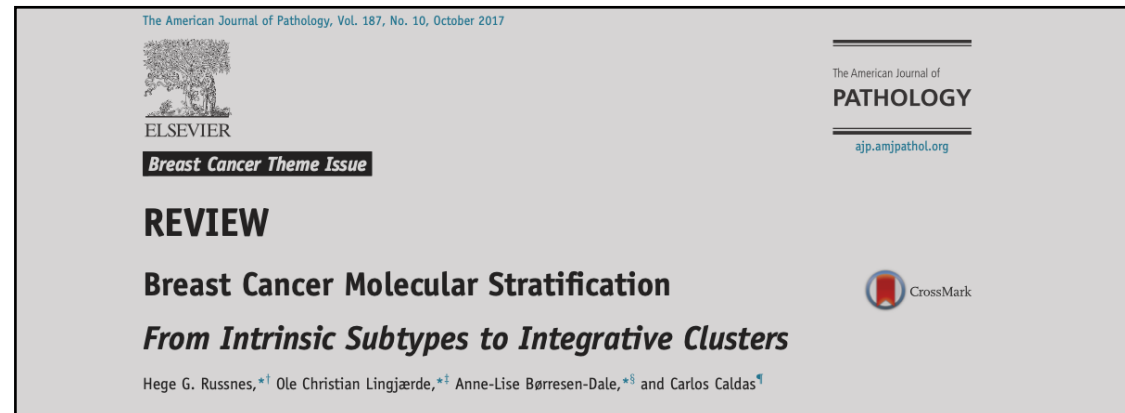 The American Journal of Pathology, Vol. 187, No. 10, October 2017
ELSEVIER
The American Journal of
PATHOLOGY
ajp.amjpathol.org
Breast Cancer Theme Issue
REVIEW
Breast Cancer Molecular Stratification
From Intrinsic Subtypes to Integrative Clusters
CrossMark
Hege G. Russnes,*† Ole Christian Lingjærde,*‡ Anne-Lise Børresen-Dale,*§ and Carlos Caldas¶